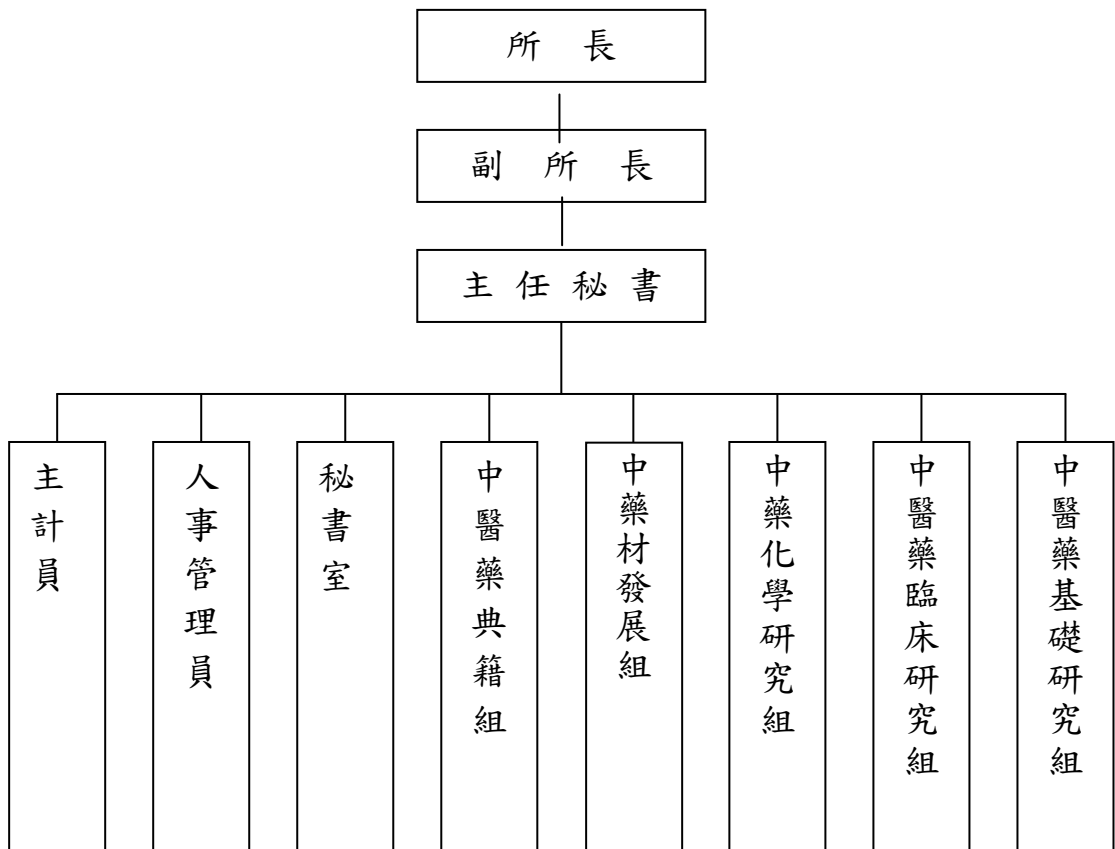 所長
副所長
主任秘書
主計員
人事管理員
秘書室
中醫藥典籍組
中藥材發展組
中藥化學研究組
中醫藥臨床研究組
中醫藥基礎研究組